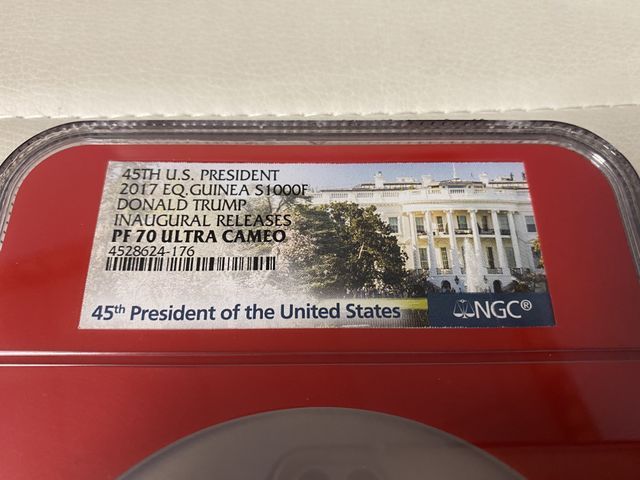 45TH U.S. PRESIDENT
2017 EQ.GUINEA S1000F
DONALD TRUMP
INAUGURAL RELEASES
PF 70 ULTRA CAMEO
4528624-176
45th President of the United States
NGC®